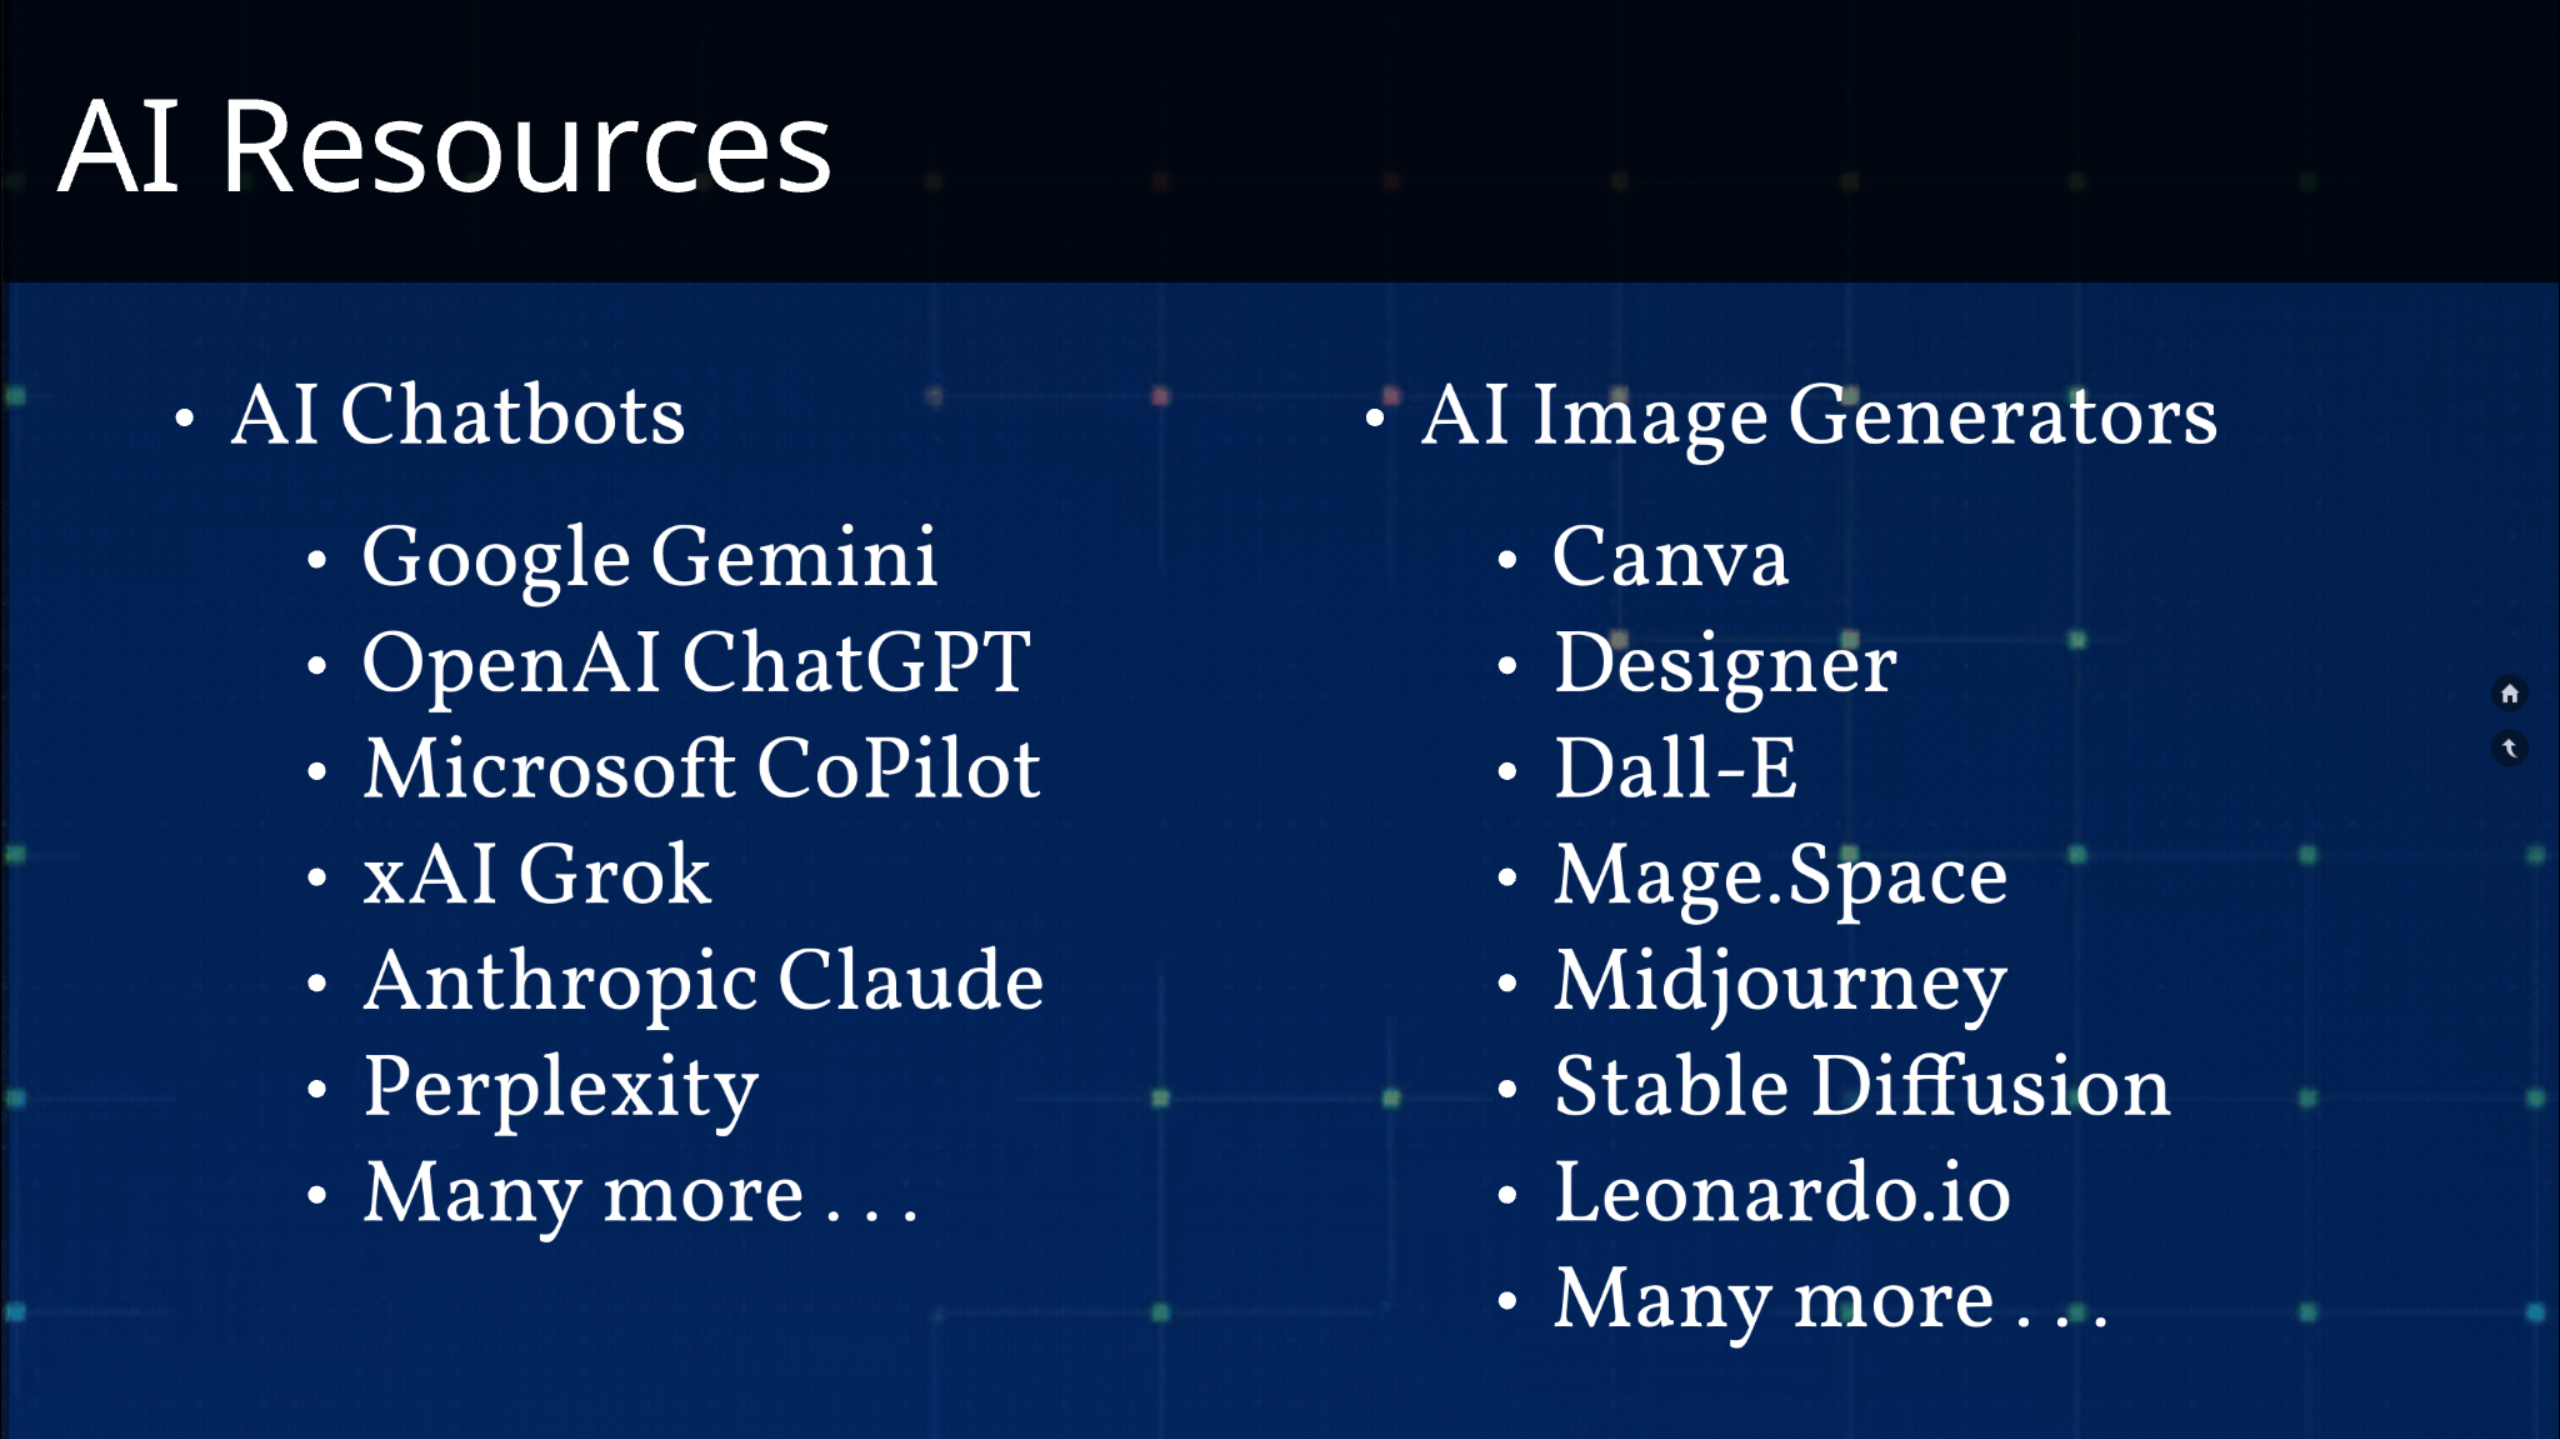 AI Resources
• AI Chatbots
• Google Gemini
• OpenAI ChatGPT
• Microsoft CoPilot
• xAI Grok
• Anthropic Claude
• Perplexity
• Many more . . .
• AI Image Generators
• Canva
• Designer
• Dall-E
• Mage.Space
• Midjourney
• Stable Diffusion
• Leonardo.io
• Many more . . .